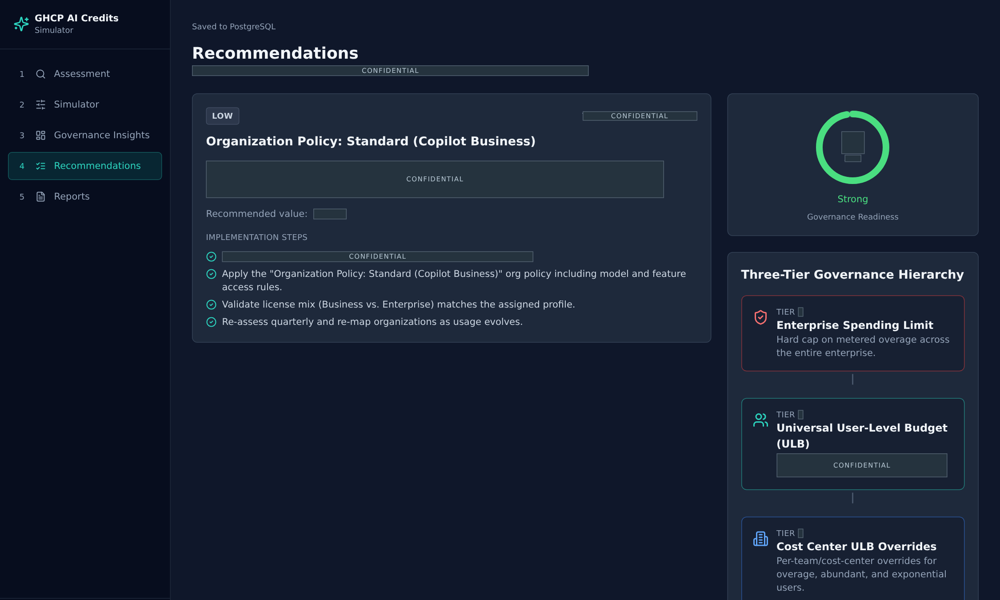 GHCP AI Credits
Simulator
1 Assessment
2 Simulator
3 Governance Insights
4 Recommendations
5 Reports
Saved to PostgreSQL
Recommendations
CONFIDENTIAL
LOW
CONFIDENTIAL
Organization Policy: Standard (Copilot Business)
CONFIDENTIAL
Recommended value:
IMPLEMENTATION STEPS
CONFIDENTIAL
Apply the "Organization Policy: Standard (Copilot Business)" org policy including model and feature
access rules.
Validate license mix (Business vs. Enterprise) matches the assigned profile.
Re-assess quarterly and re-map organizations as usage evolves.
Strong
Governance Readiness
Three-Tier Governance Hierarchy
TIER
Enterprise Spending Limit
Hard cap on metered overage across
the entire enterprise.
TIER
Universal User-Level Budget
(ULB)
CONFIDENTIAL
TIER
Cost Center ULB Overrides
Per-team/cost-center overrides for
overage, abundant, and exponential
users.